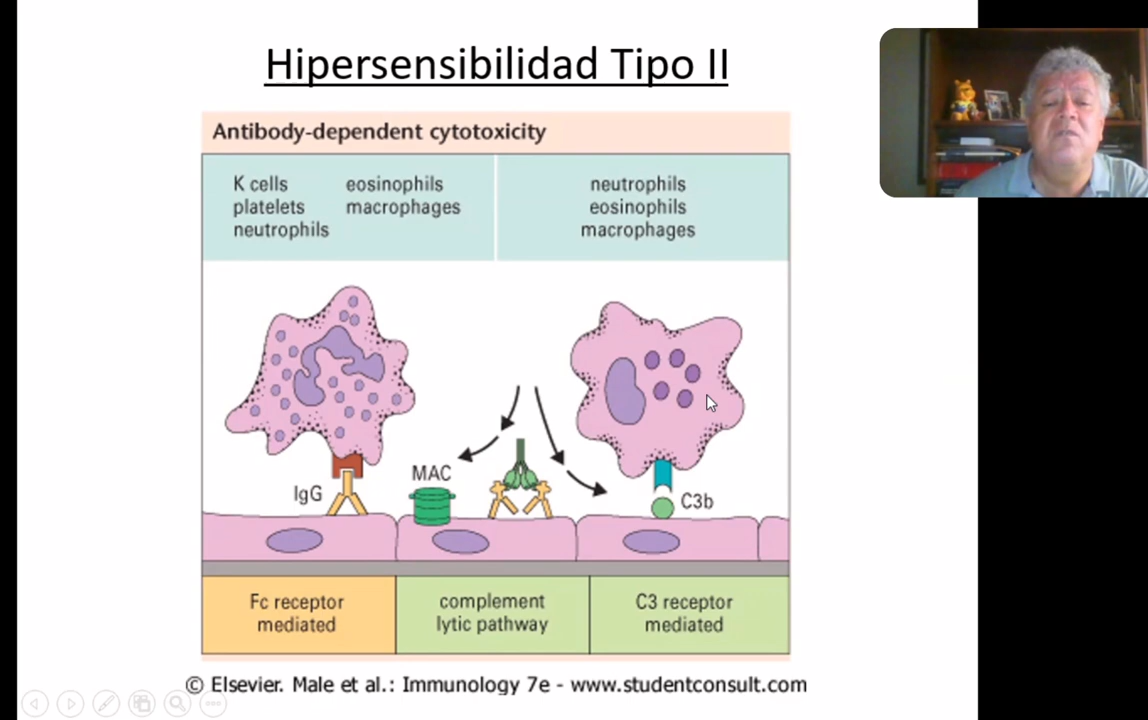 Hipersensibilidad Tipo II
Antibody-dependent cytotoxicity
K cells
platelets
neutrophils
eosinophils
macrophages
neutrophils
eosinophils
macrophages
IgG
MAC
C3b
Fc receptor
mediated
complement
lytic pathway
C3 receptor
mediated
© Elsevier. Male et al.: Immunology 7e - www.studentconsult.com